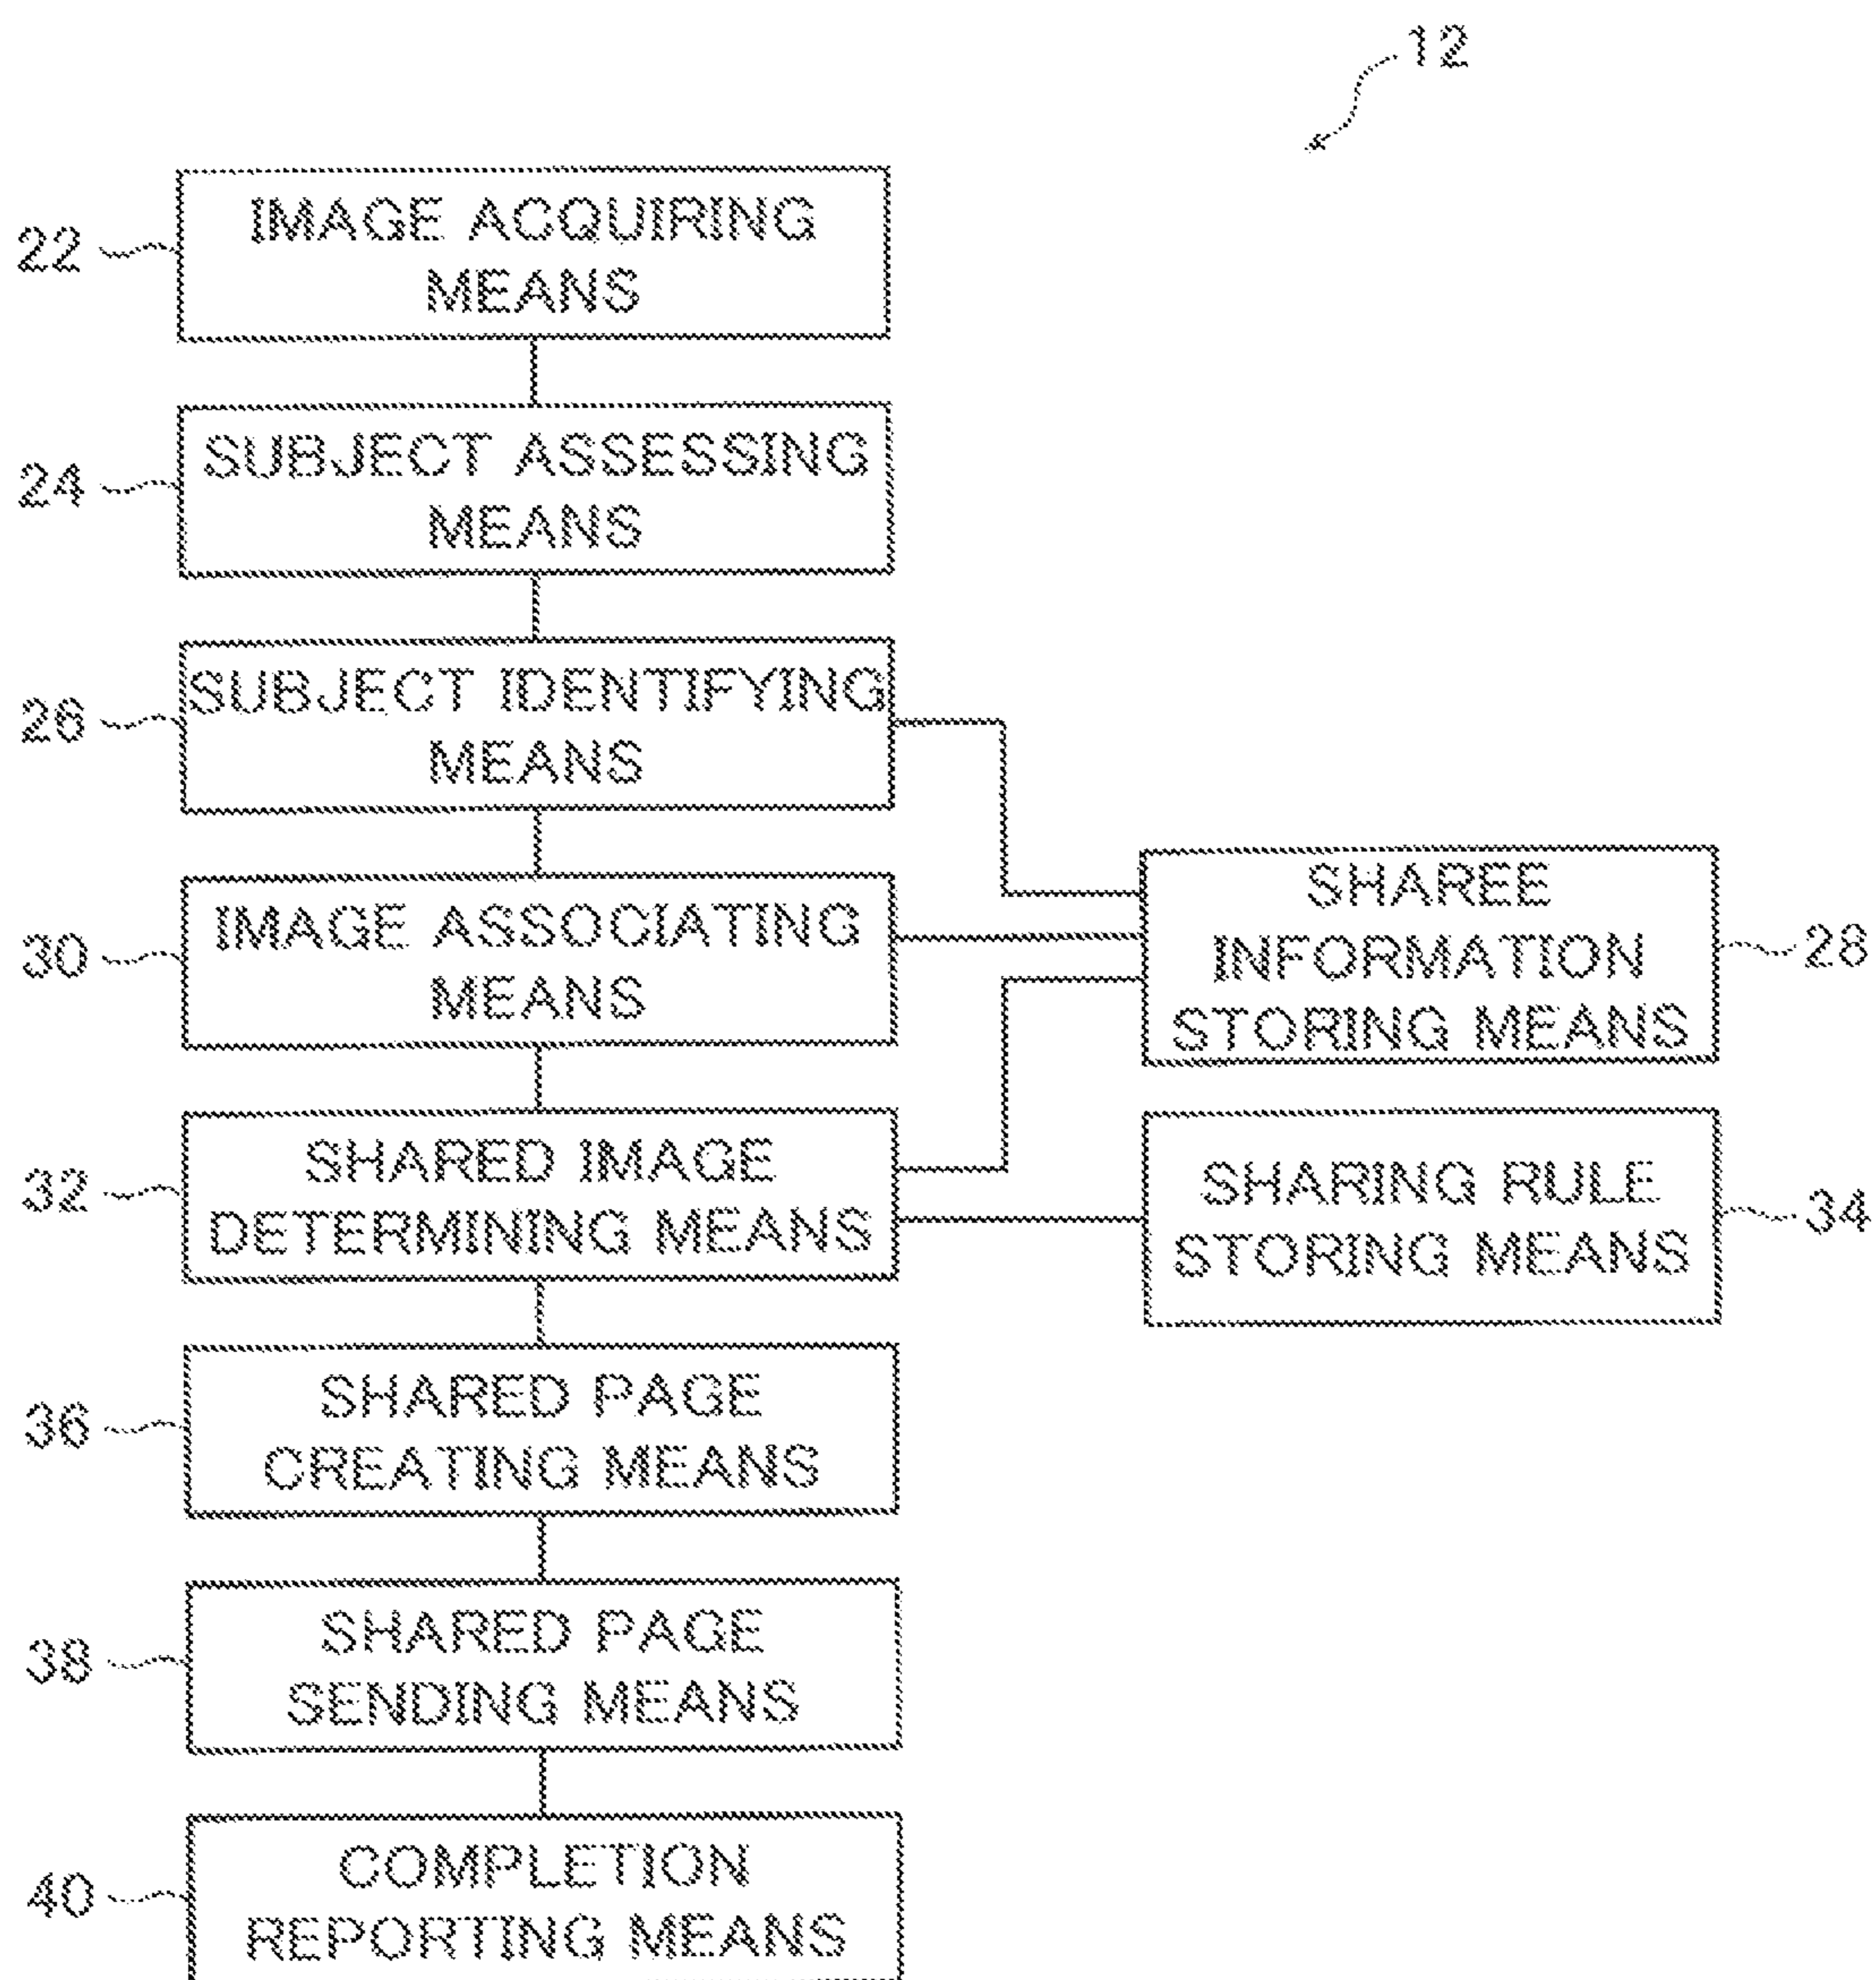 12
22
IMAGE ACQUIRING
MEANS
24
SUBJECT ASSESSING
MEANS
26
SUBJECT IDENTIFYING
MEANS
30
IMAGE ASSOCIATING
MEANS
SHAREE
INFORMATION
STORING MEANS
28
32
SHARED IMAGE
DETERMINING MEANS
SHARING RULE
STORING MEANS
34
36
SHARED PAGE
CREATING MEANS
38
SHARED PAGE
SENDING MEANS
40
COMPLETION
REPORTING MEANS